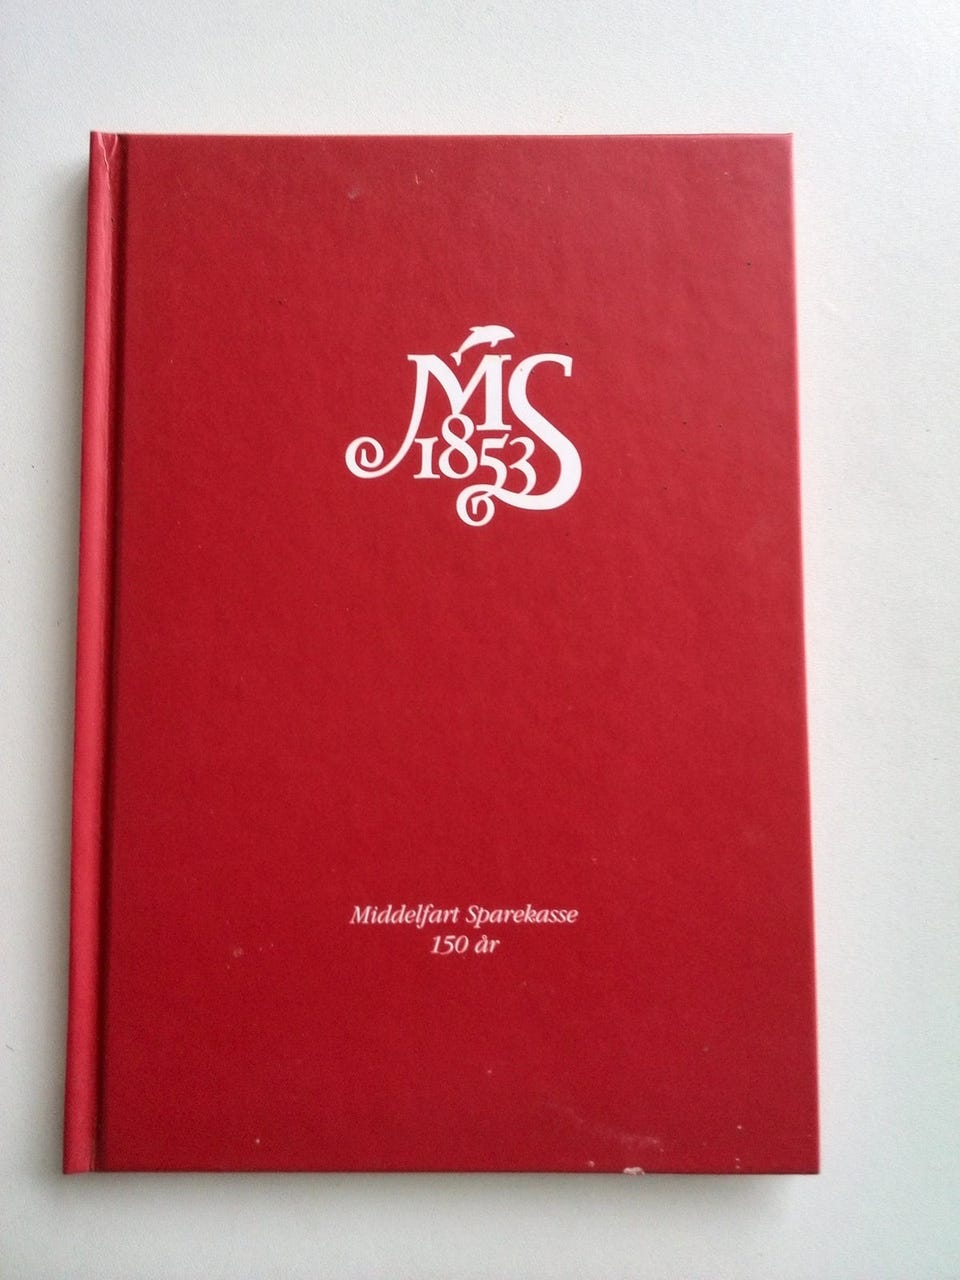 MS
1853
Middelfart Sparekasse
150 år